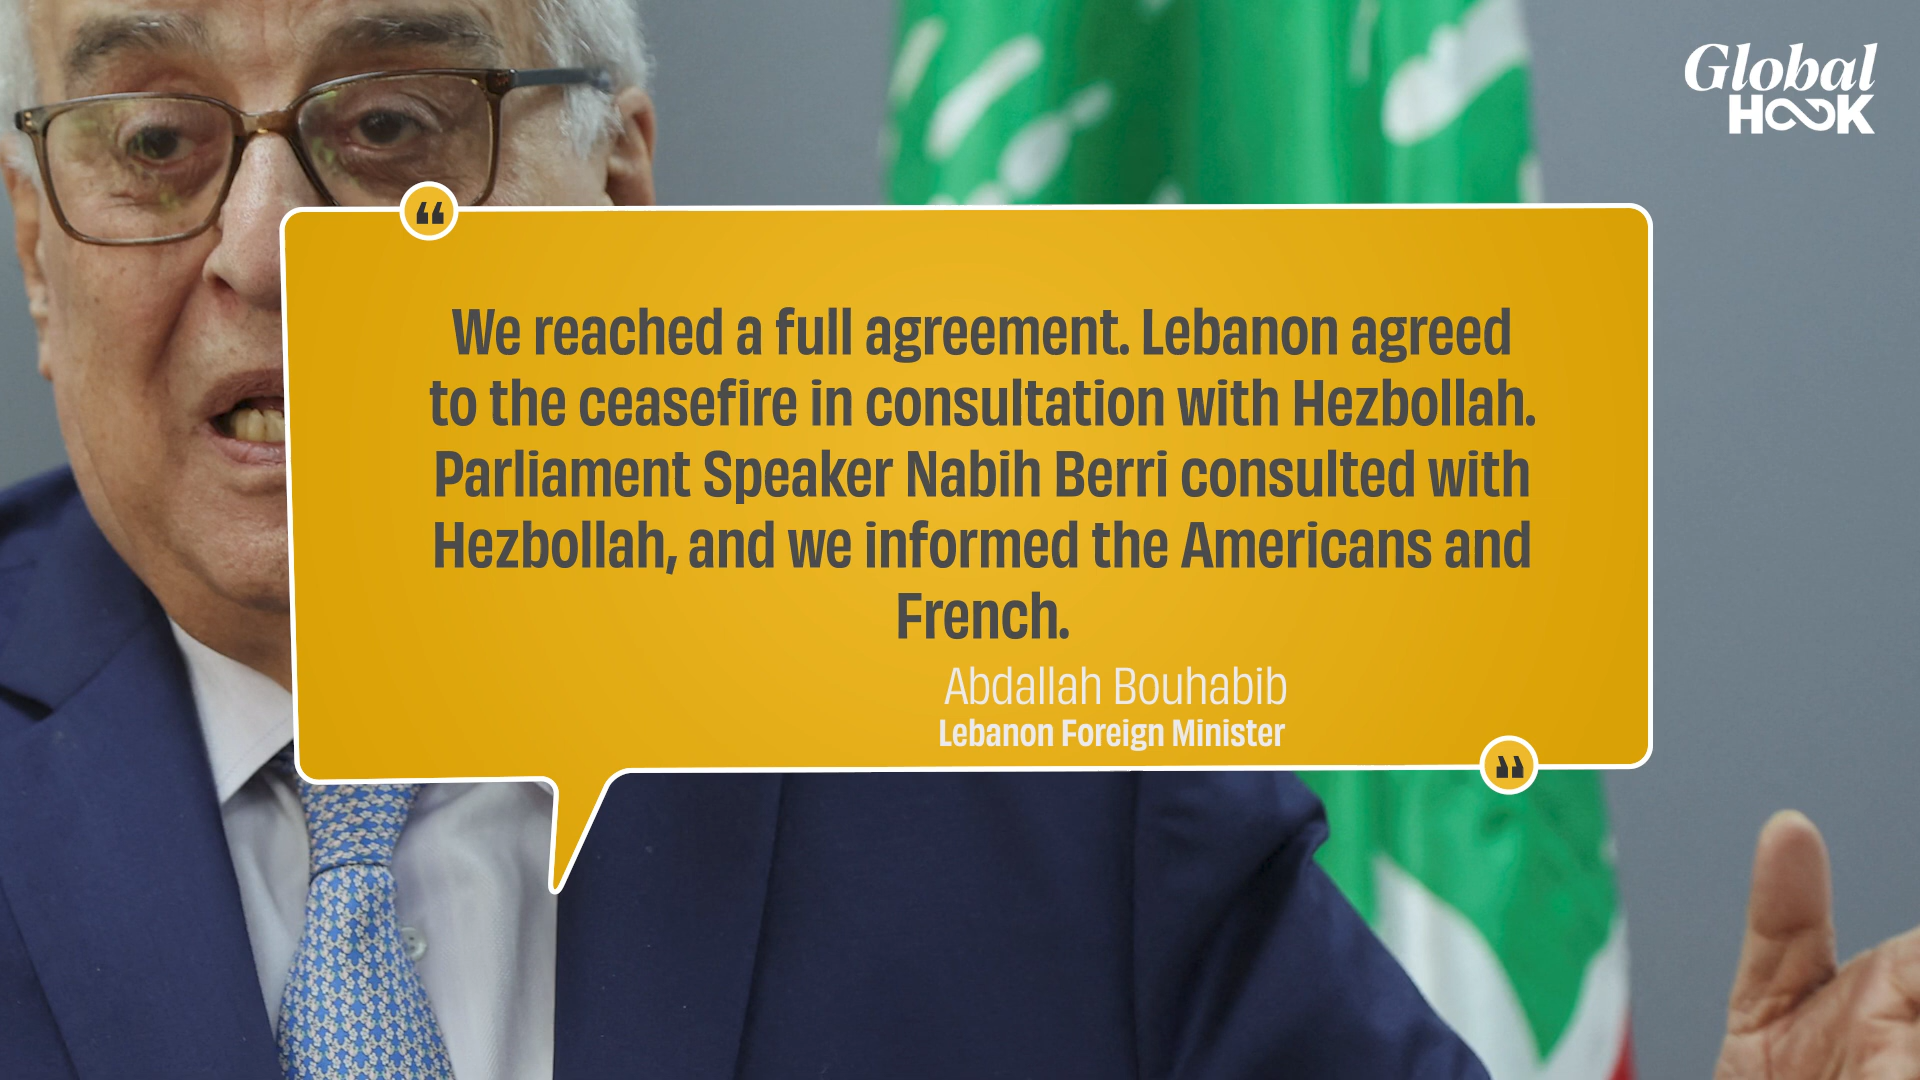 Global
HOOK
“
We reached a full agreement. Lebanon agreed
to the ceasefire in consultation with Hezbollah.
Parliament Speaker Nabih Berri consulted with
Hezbollah, and we informed the Americans and
French.
Abdallah Bouhabib
Lebanon Foreign Minister
”